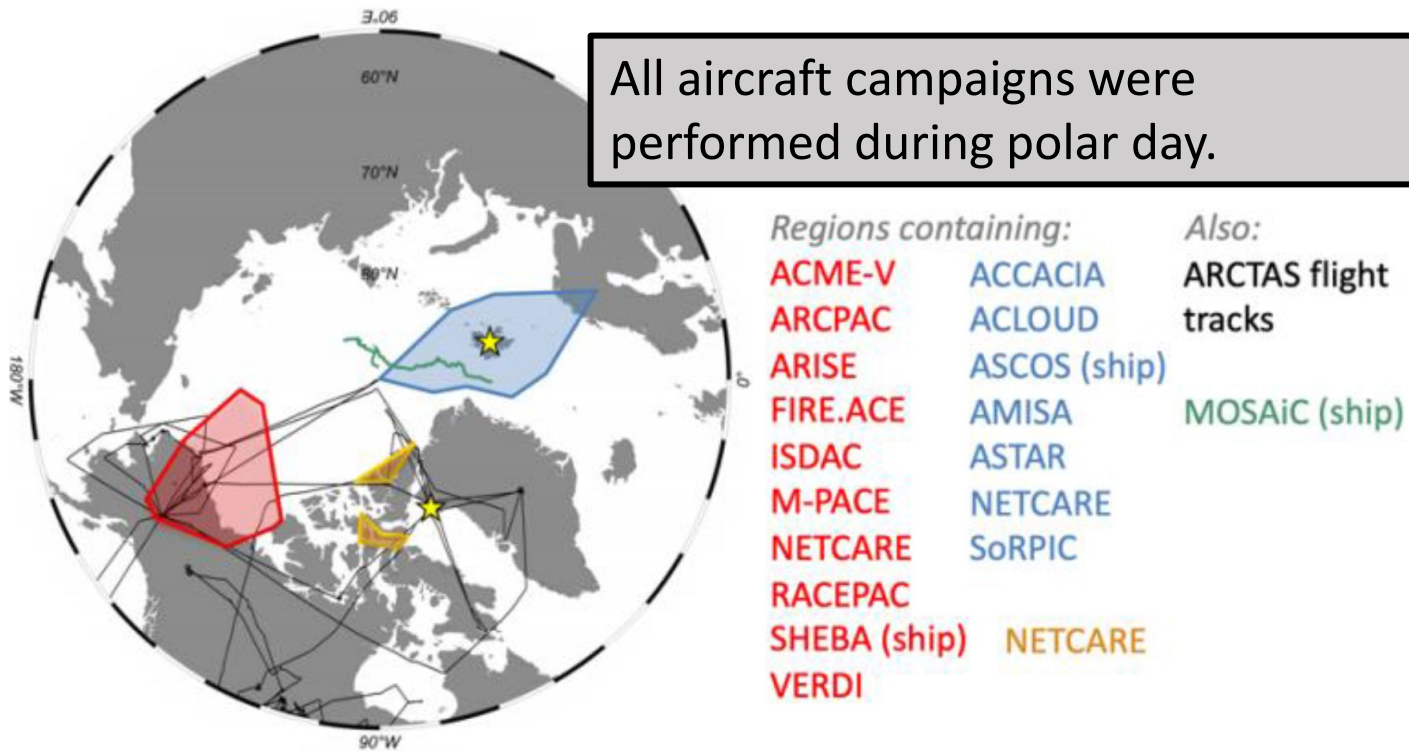 3.06
60°N
All aircraft campaigns were
performed during polar day.
70°N
80°N
180°W
0°
90°W
Regions containing: Also:
ACME-V ACCACIA ARCTAS flight
ARCPAC ACLOUD tracks
ARISE ASCOS (ship)
FIRE.ACE AMISA MOSAiC (ship)
ISDAC ASTAR
M-PACE NETCARE
NETCARE SoRPIC
RACEPAC
SHEBA (ship) NETCARE
VERDI